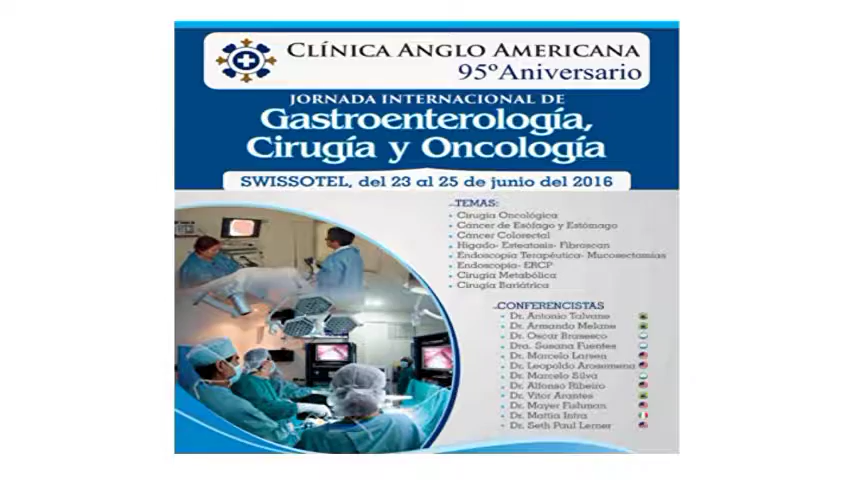 CLÍNICA ANGLO AMERICANA
95º Aniversario
JORNADA INTERNACIONAL DE
Gastroenterología,
Cirugía y Oncología
SWISSOTEL, del 23 al 25 de junio del 2016
TEMAS:
Cirugía Oncológica
Cáncer de Esófago y Estómago
Cáncer Colorectal
Hígado- Esteatosis- Fibroscan
Endoscopía Terapéutica- Mucosectomías
Endoscopía- ERCP
Cirugía Metabólica
Cirugía Bariátrica
CONFERENCISTAS
Dr. Antonio Talvane
Dr. Armando Melane
Dr. Oscar Brasesco
Dra. Susana Fuentes
Dr. Marcelo Larsen
Dr. Leopoldo Arosemena
Dr. Marcelo Silva
Dr. Alfonso Ribeiro
Dr. Vitor Arantes
Dr. Mayer Fishman
Dr. Mattia Intra
Dr. Seth Paul Lerner